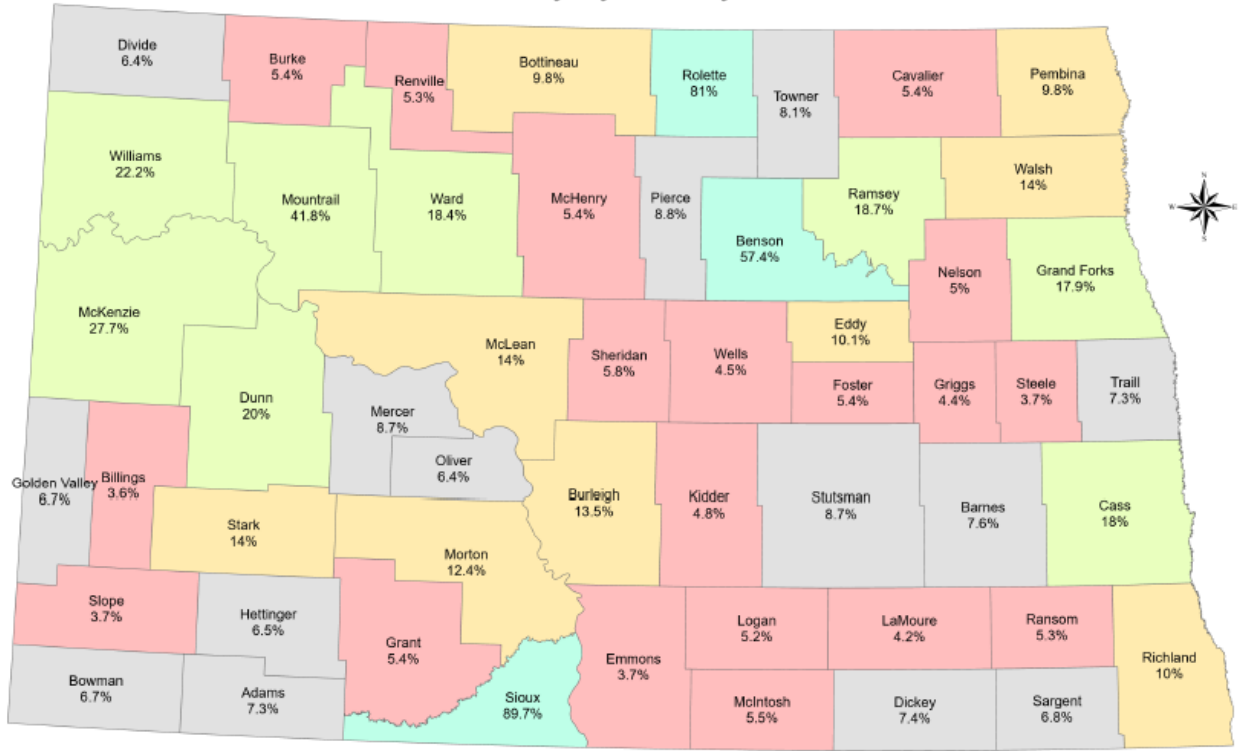 Divide
6.4%
Burke
5.4%
Renville
5.3%
Bottineau
9.8%
Rolette
81%
Towner
8.1%
Cavalier
5.4%
Pembina
9.8%
Williams
22.2%
Mountrail
41.8%
Ward
18.4%
McHenry
5.4%
Pierce
8.8%
Benson
57.4%
Ramsey
18.7%
Walsh
14%
N
W
E
S
Nelson
5%
Grand Forks
17.9%
McKenzie
27.7%
McLean
14%
Sheridan
5.8%
Wells
4.5%
Eddy
10.1%
Foster
5.4%
Griggs
4.4%
Steele
3.7%
Traill
7.3%
Dunn
20%
Mercer
8.7%
Oliver
6.4%
Golden Valley
6.7%
Billings
3.6%
Burleigh
13.5%
Kidder
4.8%
Stutsman
8.7%
Barnes
7.6%
Cass
18%
Stark
14%
Morton
12.4%
Slope
3.7%
Hettinger
6.5%
Grant
5.4%
Emmons
3.7%
Logan
5.2%
LaMoure
4.2%
Ransom
5.3%
Richland
10%
Bowman
6.7%
Adams
7.3%
Sioux
89.7%
McIntosh
5.5%
Dickey
7.4%
Sargent
6.8%